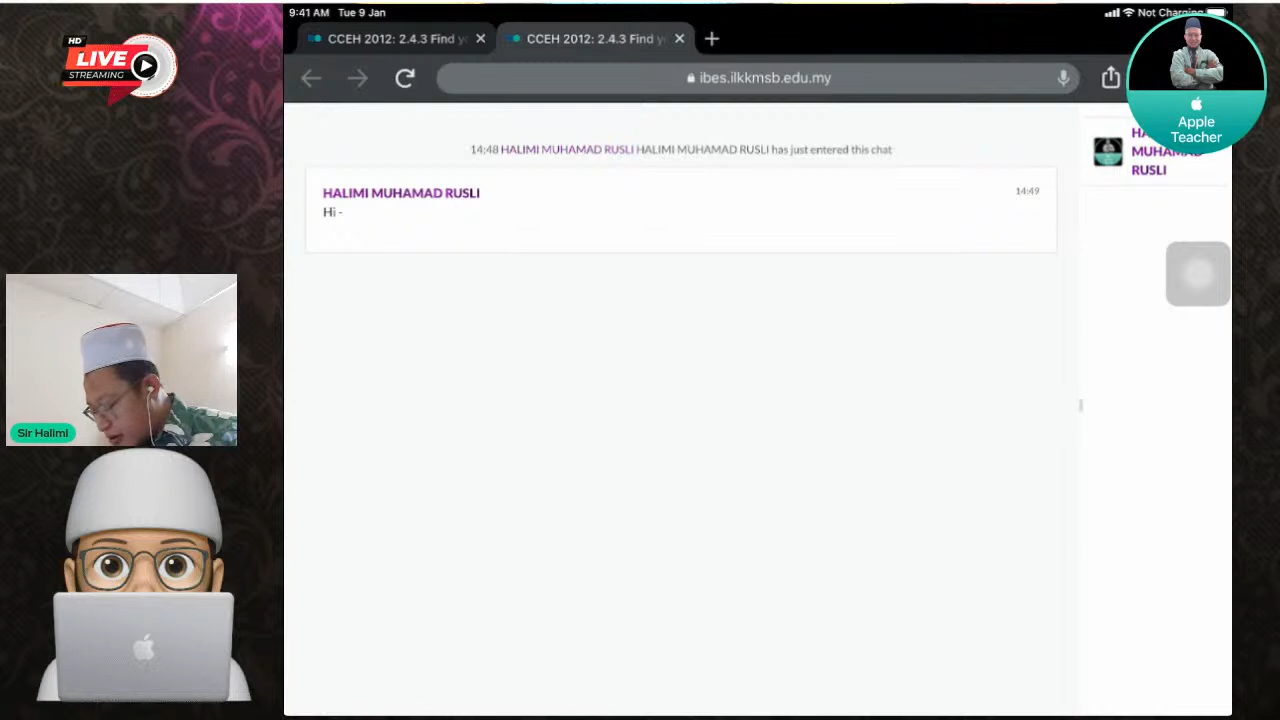 9:41 AM Tue 9 Jan
Not Charging
HD
LIVE
STREAMING
CCEH 2012: 2.4.3 Find
CCEH 2012: 2.4.3 Find
ibes.ilkkmsb.edu.my
Apple
Teacher
14:48 HALIMI MUHAMAD RUSLI HALIMI MUHAMAD RUSLI has just entered this chat
HALIMI MUHAMAD RUSLI
14:49
Hi -
MUHAMAD
RUSLI
Sir Halimi